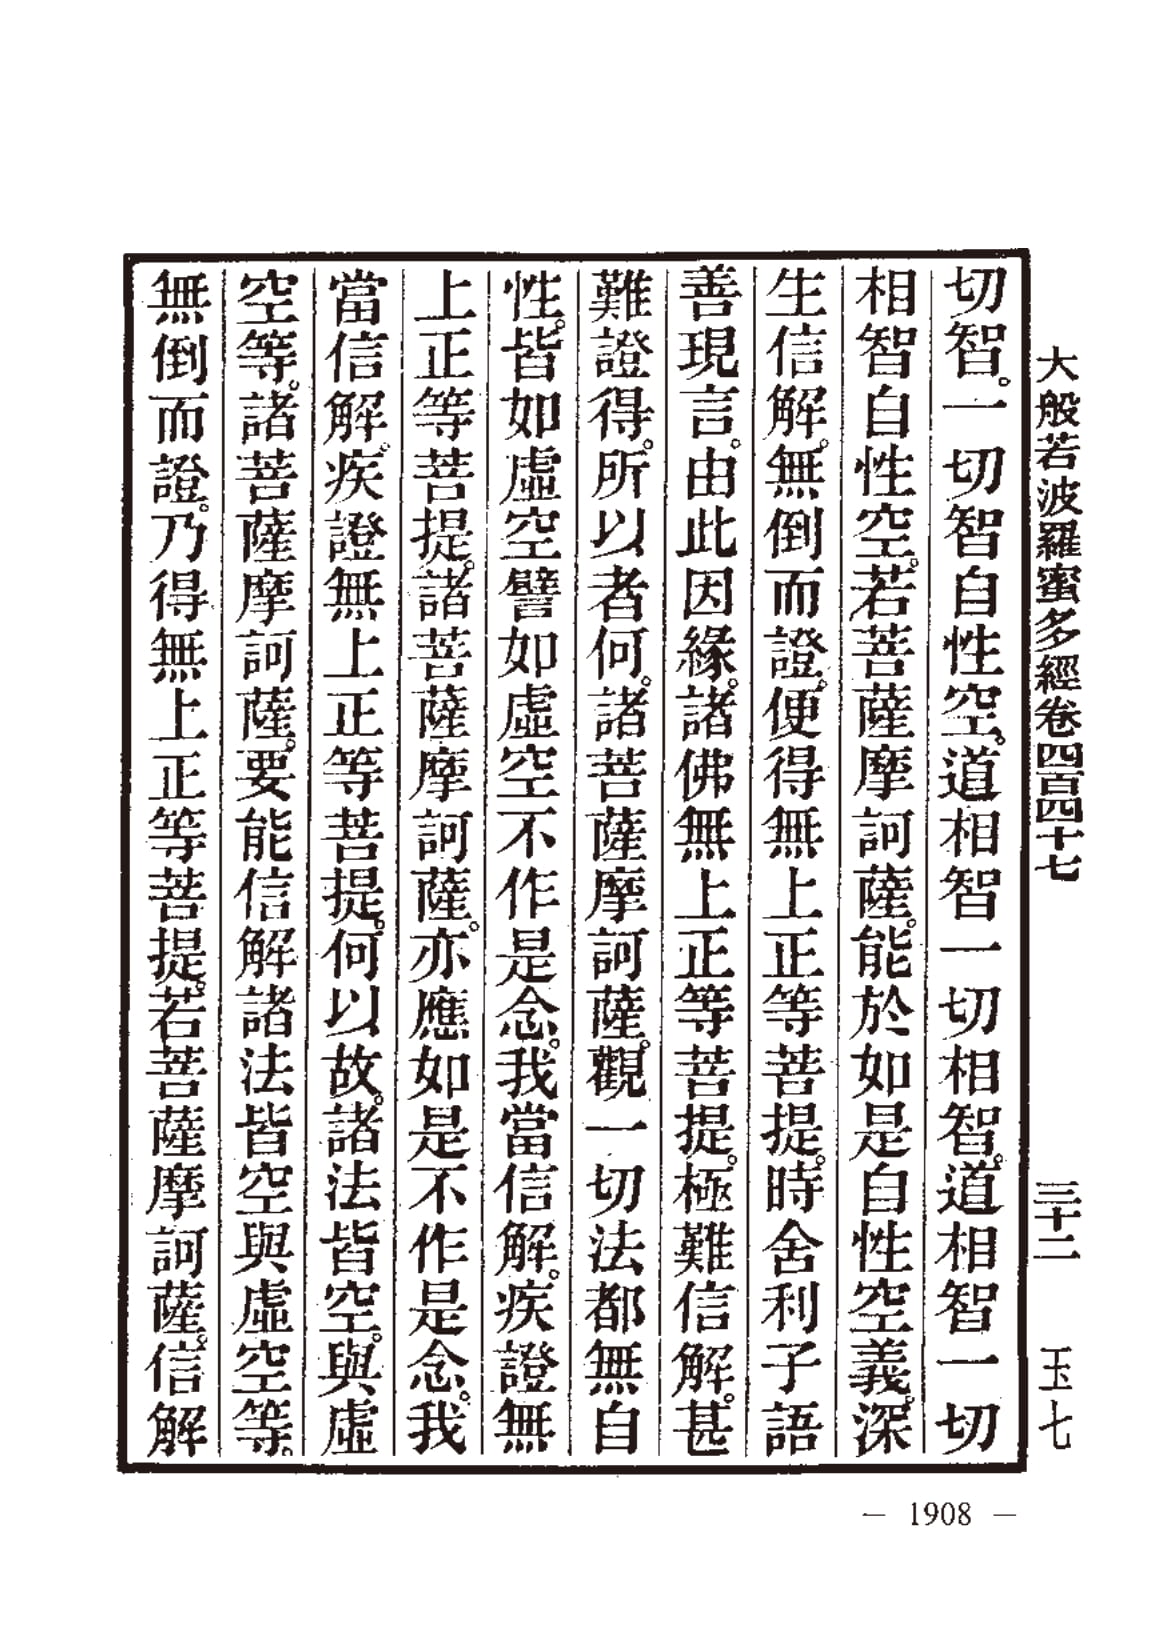 大般若波羅蜜多經卷四百四十七　三十二　玉七
切智。一切智自性空。道相智一切相智。道相智一切
相智自性空。若菩薩摩訶薩。能於如是自性空義。深
生信解。無倒而證。便得無上正等菩提。時舍利子語
善現言。由此因緣。諸佛無上正等菩提。極難信解。甚
難證得。所以者何。諸菩薩摩訶薩。觀一切法都無自
性。皆如虛空譬如虛空不作是念。我當信解。疾證無
上正等菩提。諸菩薩摩訶薩。亦應如是不作是念。我
當信解。疾證無上正等菩提。何以故。諸法皆空。與虛
空等。諸菩薩摩訶薩。要能信解諸法皆空與虛空等。
無倒而證。乃得無上正等菩提。若菩薩摩訶薩。信解
— 1908 —